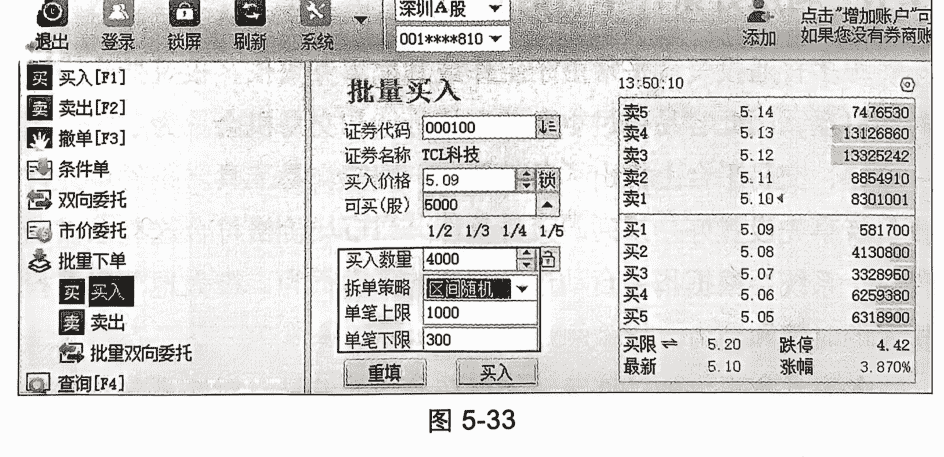 退出 登录 锁屏 刷新 系统
深圳A股
001****810
添加
点击"增加账户"可
如果您没有券商账
买 买入[F1]
卖 卖出[F2]
撤单[F3]
条件单
双向委托
市价委托
批量下单
买 买入
卖 卖出
批量双向委托
查询[F4]
批量买入
证券代码 000100
证券名称 TCL科技
买入价格 5.09 锁
可买(股) 5000
1/2 1/3 1/4 1/5
买入数量 4000
拆单策略 区间随机
单笔上限 1000
单笔下限 300
重填 买入
13:50:10
卖5 5.14 7476530
卖4 5.13 13126860
卖3 5.12 13325242
卖2 5.11 8854910
卖1 5.10 8301001
买1 5.09 581700
买2 5.08 4130800
买3 5.07 3328950
买4 5.06 6259380
买5 5.05 6318900
买限 ⇌ 5.20 跌停 4.42
最新 5.10 涨幅 3.870%
图 5-33